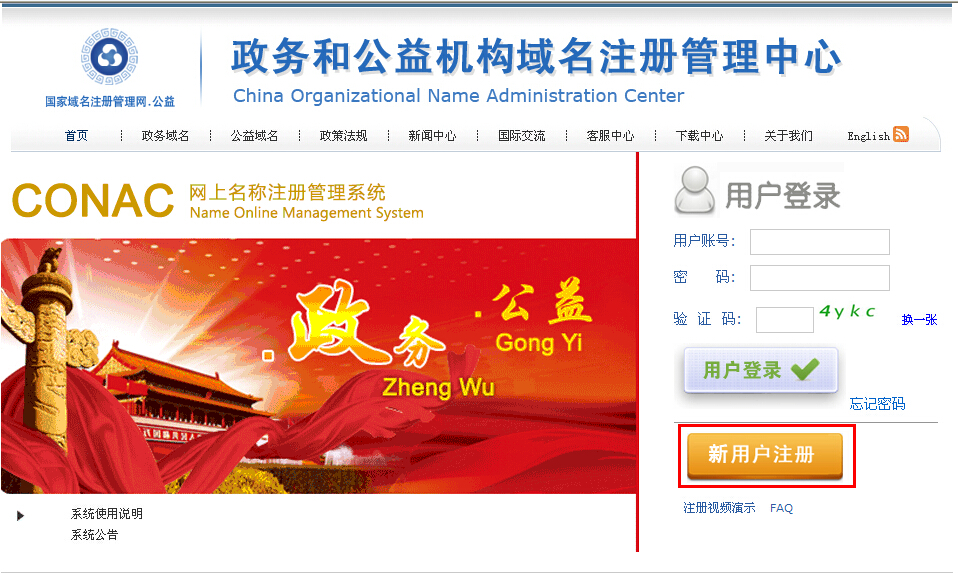 政务和公益机构域名注册管理中心
China Organizational Name Administration Center
国家域名注册管理网.公益
首页 政务域名 公益域名 政策法规 新闻中心 国际交流 客服中心 下载中心 关于我们 English
CONAC 网上名称注册管理系统
Name Online Management System
用户登录
用户账号：
密 码：
验 证 码： 4ykc 换一张
用户登录
忘记密码
新用户注册
注册视频演示 FAQ
.政务 .公益
Zheng Wu Gong Yi
系统使用说明
系统公告